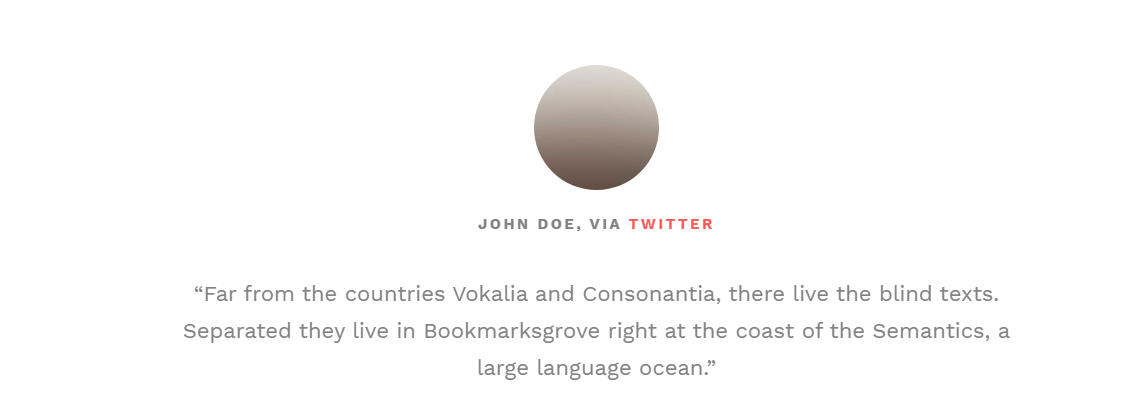 JOHN DOE, VIA TWITTER
“Far from the countries Vokalia and Consonantia, there live the blind texts.
Separated they live in Bookmarksgrove right at the coast of the Semantics, a
large language ocean.”